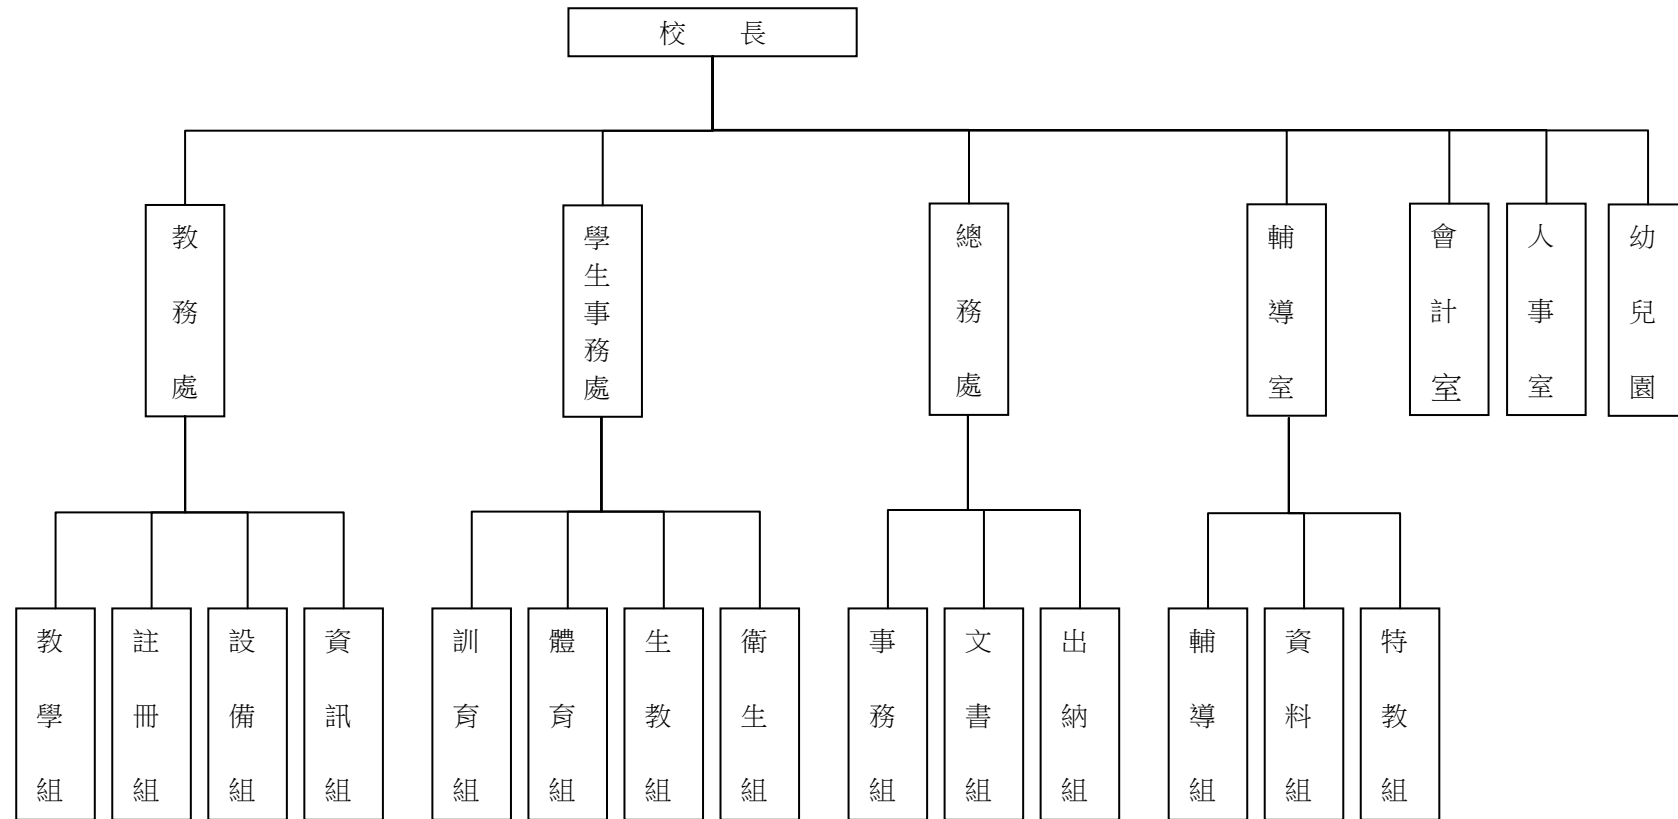 校長
教務處
學生事務處
總務處
輔導室
會計室
人事室
幼兒園
教學組
註冊組
設備組
資訊組
訓育組
體育組
生教組
衛生組
事務組
文書組
出納組
輔導組
資料組
特教組